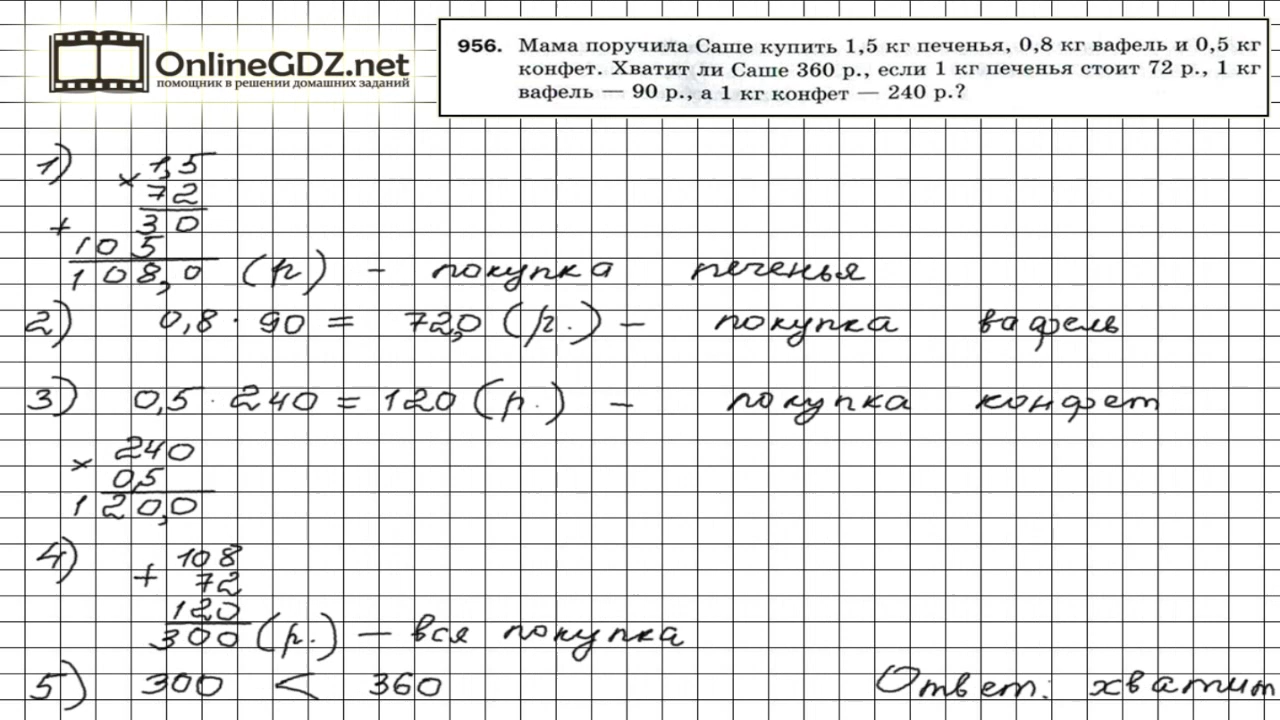 OnlineGDZ.net
помощник в решении домашних заданий
956. Мама поручила Саше купить 1,5 кг печенья, 0,8 кг вафель и 0,5 кг
конфет. Хватит ли Саше 360 р., если 1 кг печенья стоит 72 р., 1 кг
вафель — 90 р., а 1 кг конфет — 240 р.?
1) × 1,5
72
+ 30
105
108,0 (р) - покупка печенья
2) 0,8 · 90 = 72,0 (р.) - покупка вафель
3) 0,5 · 240 = 120 (р.) - покупка конфет
× 240
0,5
120,0
4) + 108
72
120
300 (р.) - вся покупка
5) 300 < 360 Ответ: хватит